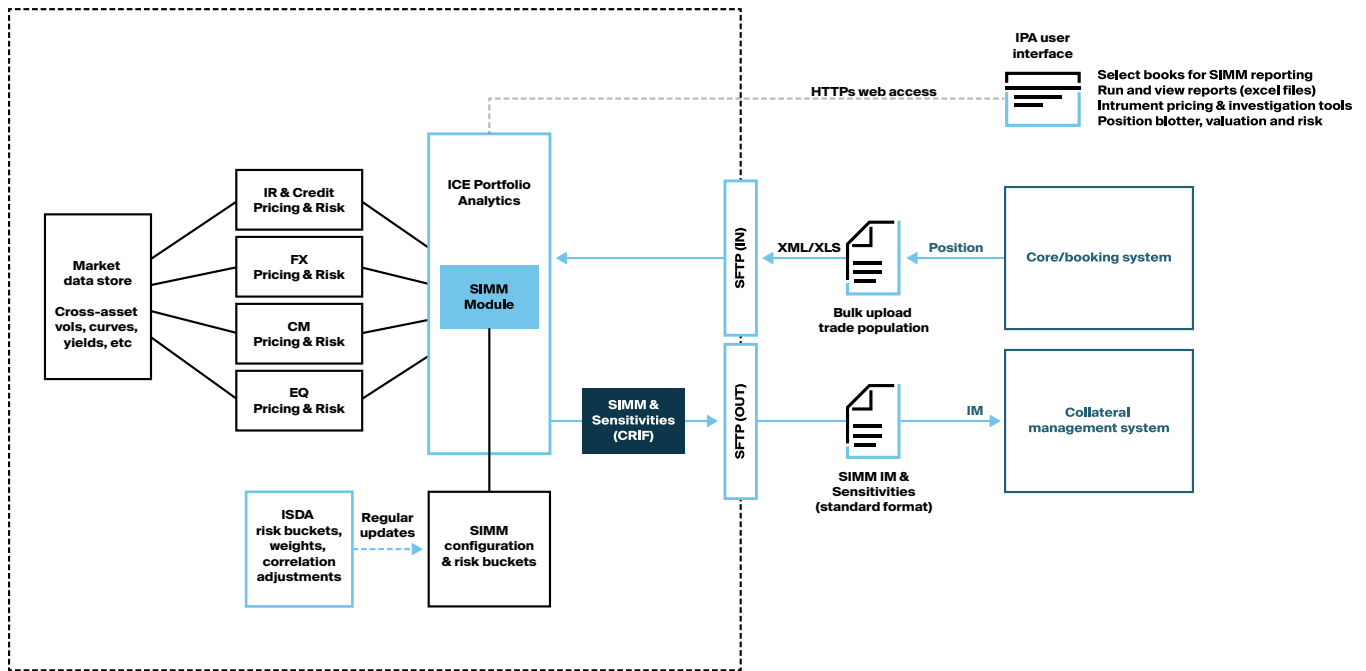 IPA user
interface
Select books for SIMM reporting
Run and view reports (excel files)
Intrument pricing & investigation tools
Position blotter, valuation and risk
HTTPs web access
Market
data store
Cross-asset
vols, curves,
yields, etc
IR & Credit
Pricing & Risk
FX
Pricing & Risk
CM
Pricing & Risk
EQ
Pricing & Risk
ICE Portfolio
Analytics
SIMM
Module
SFTP (IN)
XML/XLS
Bulk upload
trade population
Position
Core/booking system
SIMM &
Sensitivities
(CRIF)
SFTP (OUT)
SIMM IM &
Sensitivities
(standard format)
IM
Collateral
management system
ISDA
risk buckets,
weights,
correlation
adjustments
Regular
updates
SIMM
configuration
& risk buckets